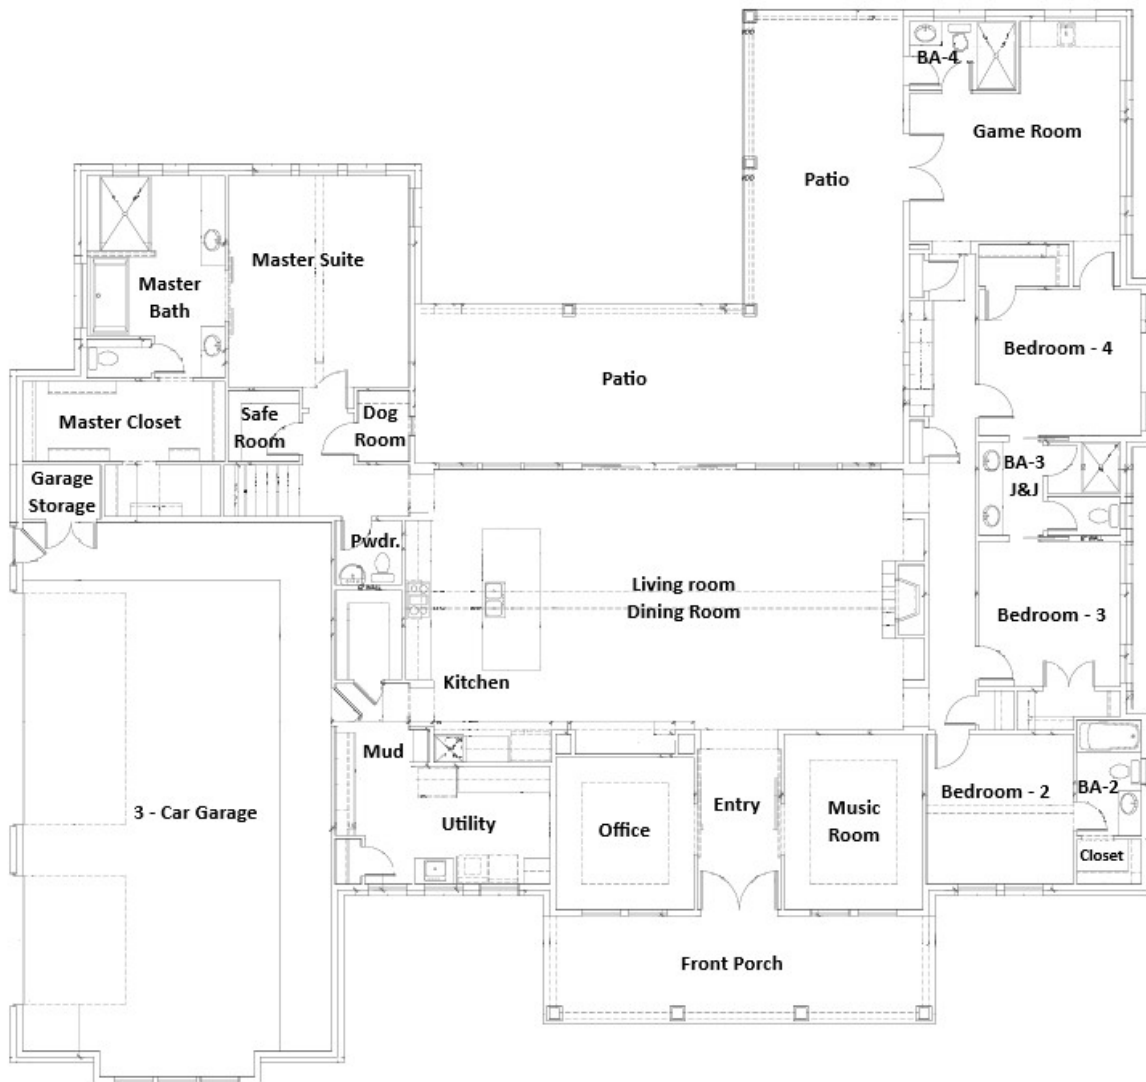 BA-4
Game Room
Patio
Master Suite
Master
Bath
Bedroom - 4
Patio
Master Closet
Safe
Room
Dog
Room
BA-3
J&J
Garage
Storage
Pwdr.
Living room
Dining Room
Bedroom - 3
Kitchen
Mud
3 - Car Garage
Utility
Office
Entry
Music
Room
Bedroom - 2
BA-2
Closet
Front Porch